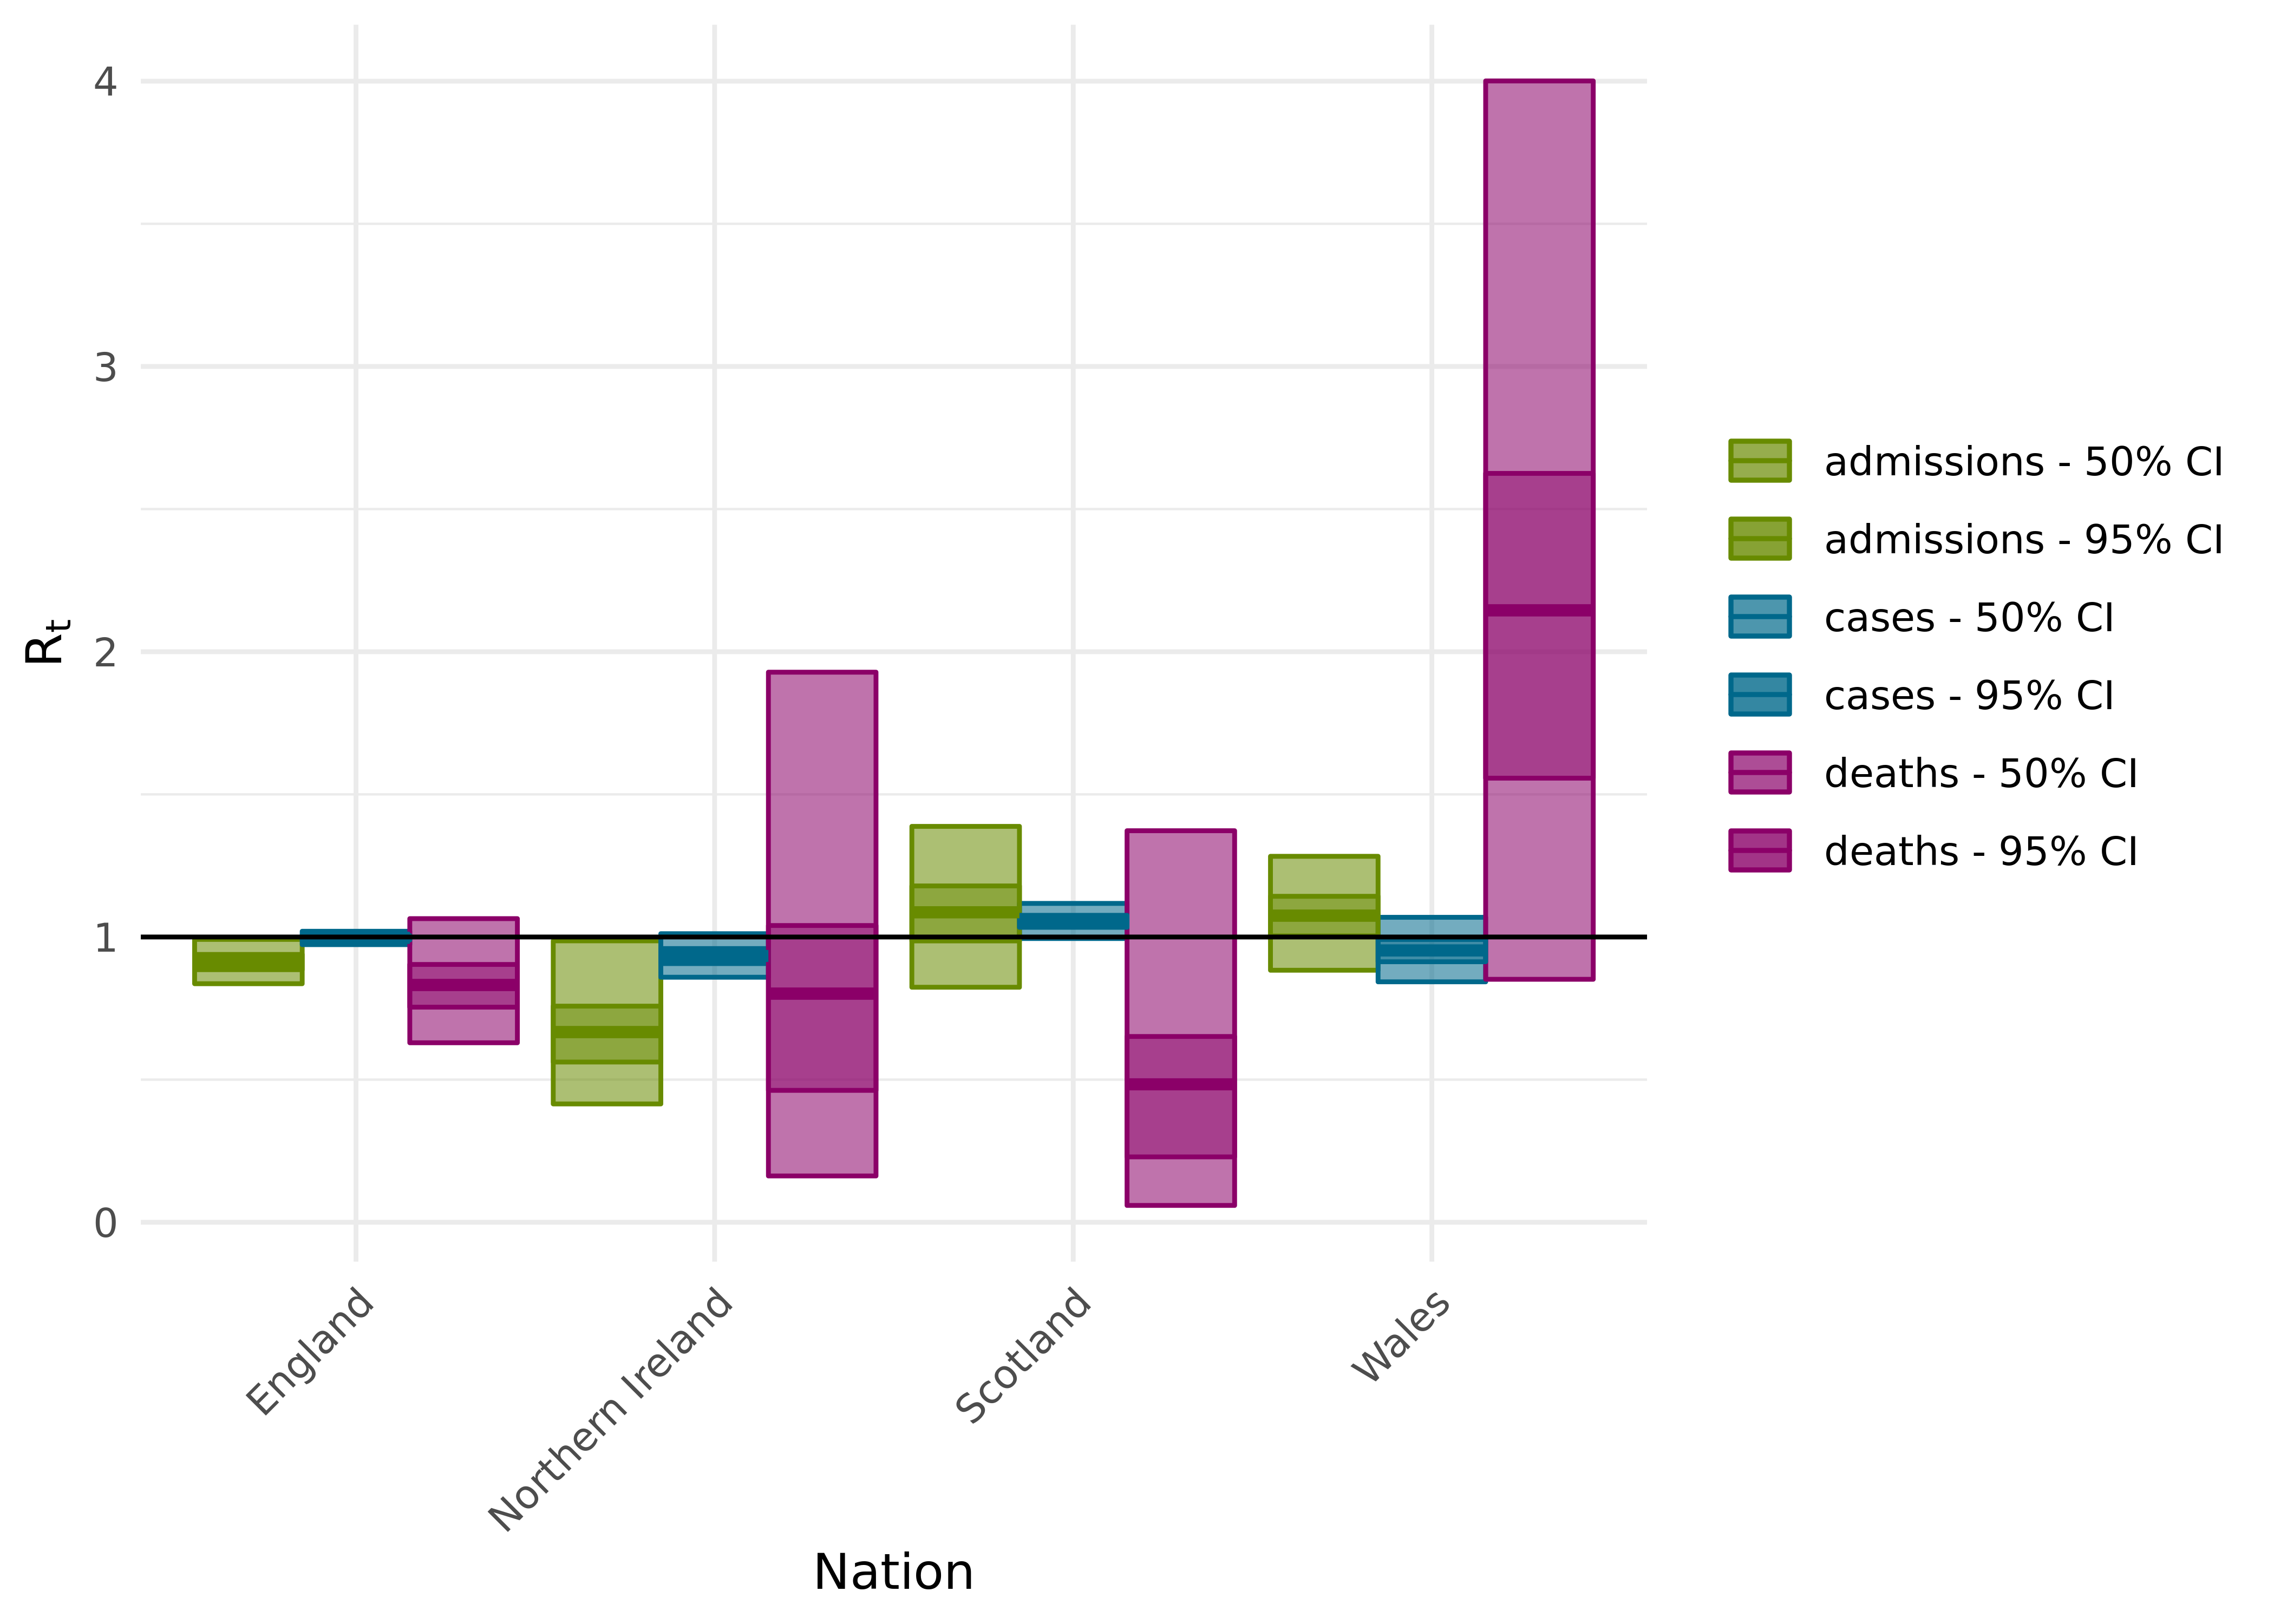 4
3
2
1
0
Rt
England
Northern Ireland
Scotland
Wales
Nation
admissions - 50% CI
admissions - 95% CI
cases - 50% CI
cases - 95% CI
deaths - 50% CI
deaths - 95% CI